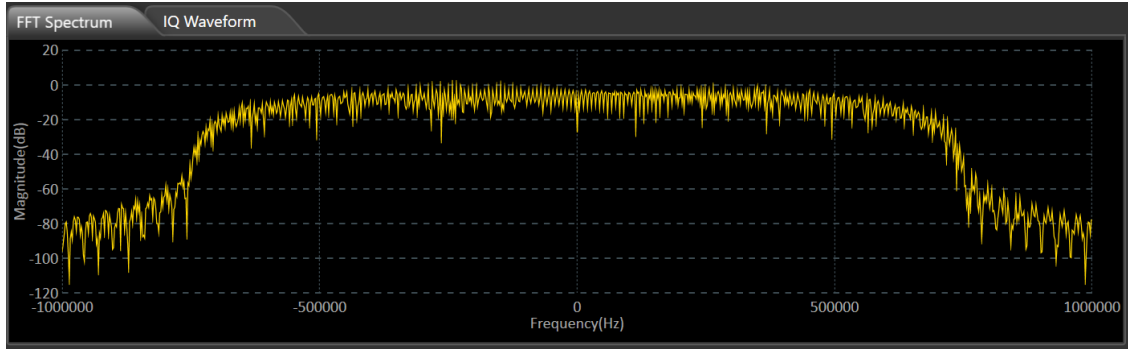 FFT Spectrum IQ Waveform
20
0
-20
-40
-60
-80
-100
-120
Magnitude(dB)
-1000000 -500000 0 500000 1000000
Frequency(Hz)